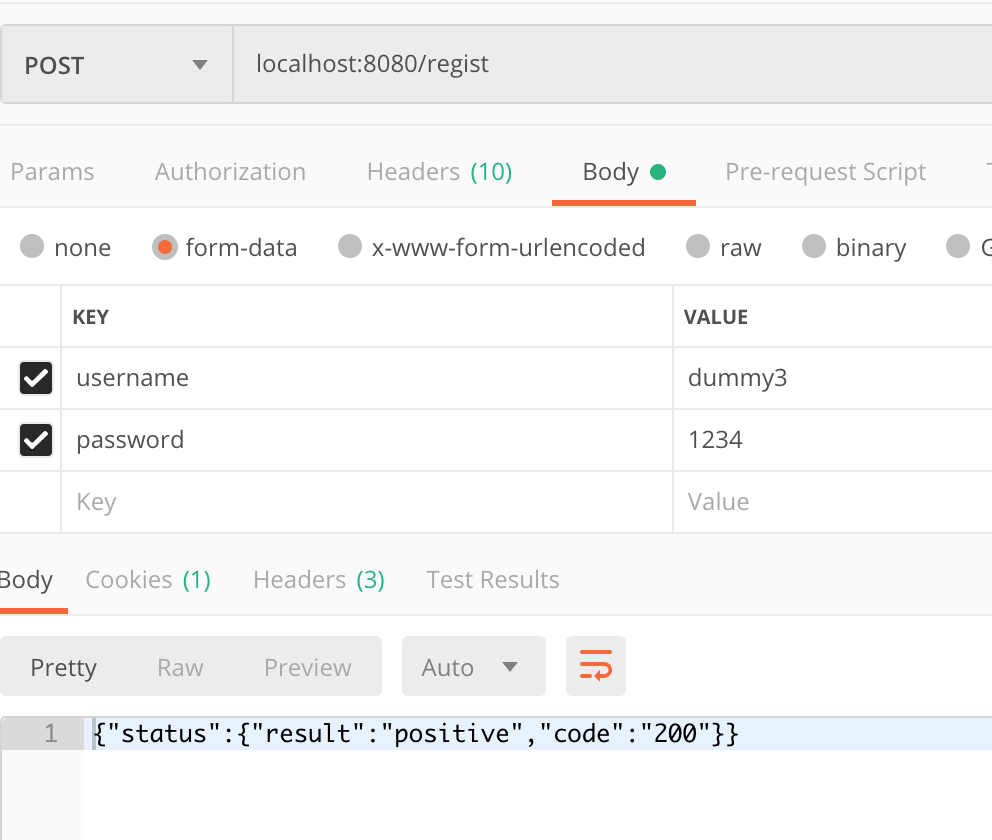 POST localhost:8080/regist
Params Authorization Headers (10) Body Pre-request Script
none form-data x-www-form-urlencoded raw binary
KEY VALUE
username dummy3
password 1234
Key Value
Body Cookies (1) Headers (3) Test Results
Pretty Raw Preview Auto
1 {"status":{"result":"positive","code":"200"}}